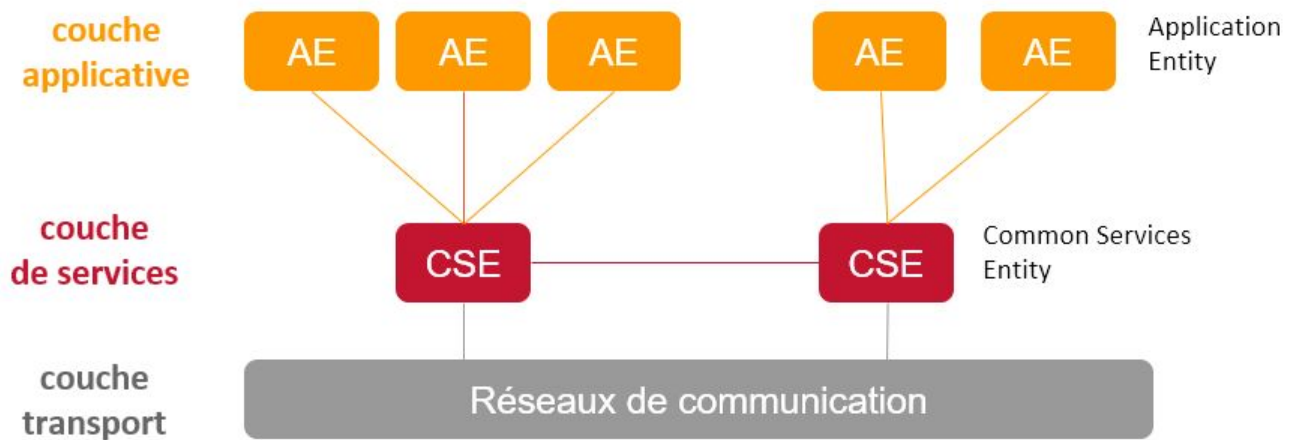 couche
applicative
AE
AE
AE
AE
AE
Application
Entity
couche
de services
CSE
CSE
Common Services
Entity
couche
transport
Réseaux de communication